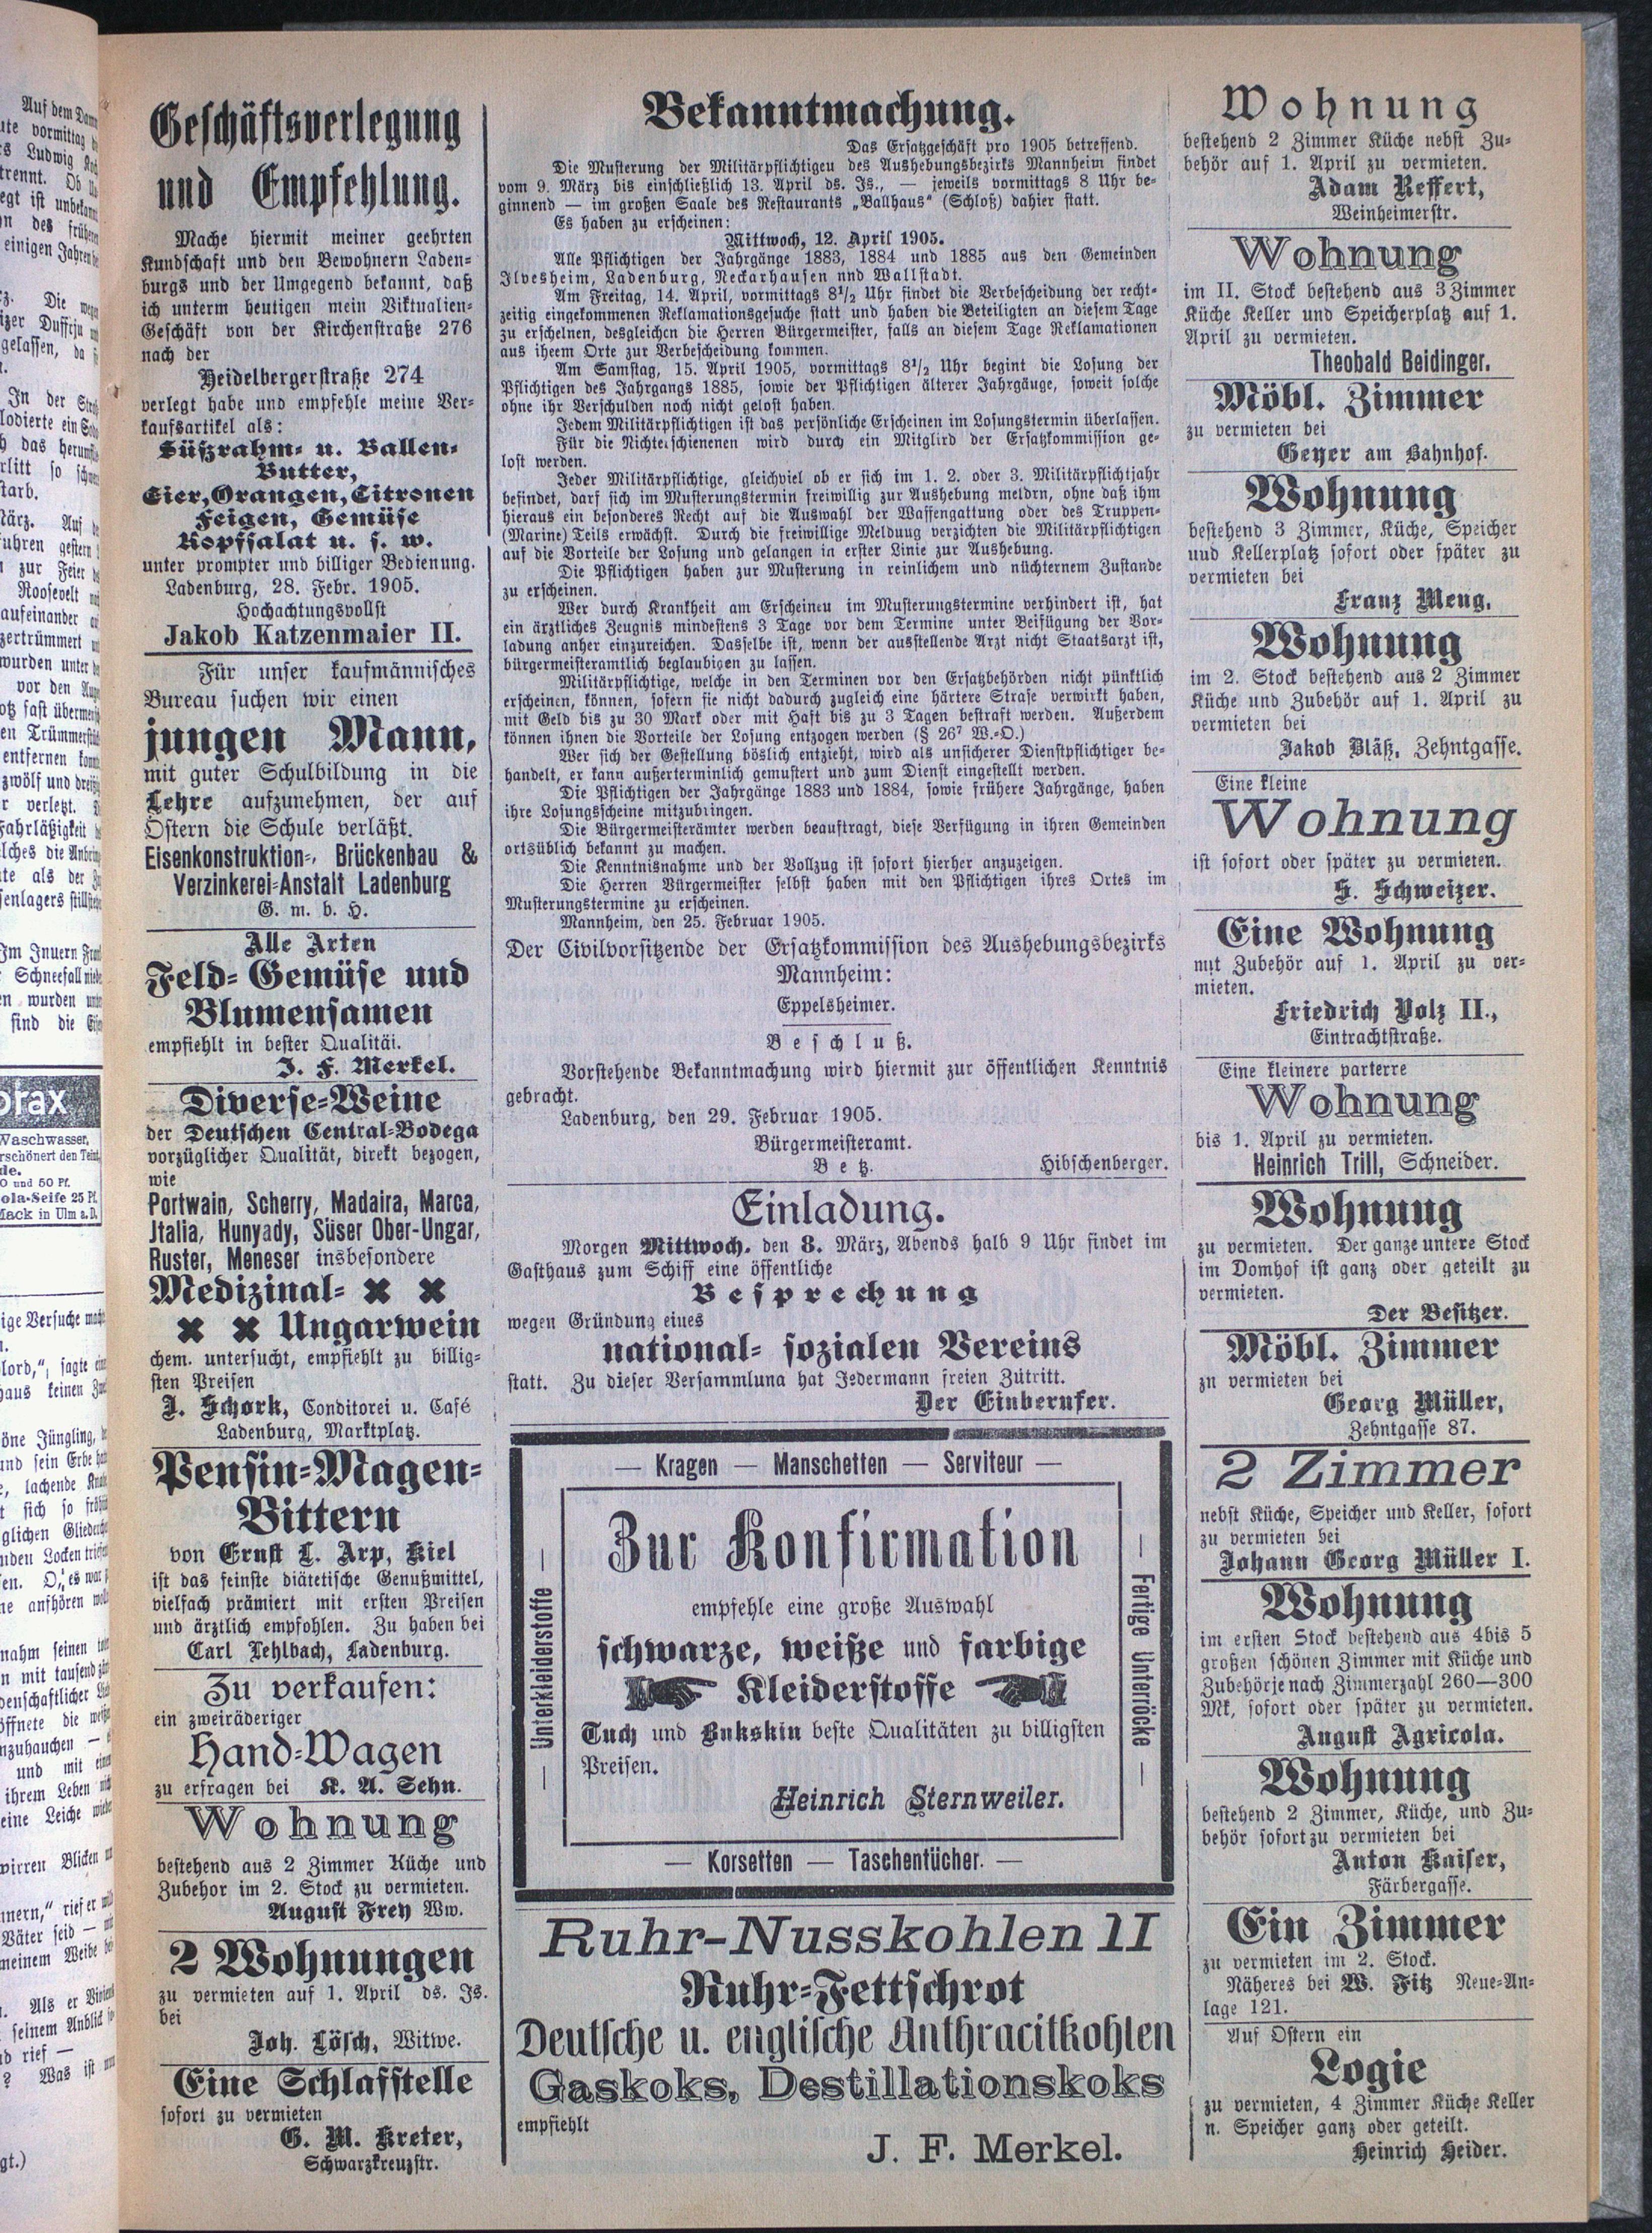 Geschäftsverlegung
und Empfehlung.
Mache hiermit meiner geehrten
Kundschaft und den Bewohnern Laden-
burgs und der Umgegend bekannt, daß
ich unterm heutigen mein Viktualien-
Geschäft von der Kirchenstraße 276
nach der
Heidelbergerstraße 274
verlegt habe und empfehle meine Ver-
kaufsartikel als:
Süßrahm- u. Ballen-
Butter,
Eier, Orangen, Citronen
Feigen, Gemüse
Kopfsalat u. s. w.
unter prompter und billiger Bedienung.
Ladenburg, 28. Febr. 1905.
Hochachtungsvollst
Jakob Katzenmaier II.
Für unser kaufmännisches
Bureau suchen wir einen
jungen Mann,
mit guter Schulbildung in die
Lehre aufzunehmen, der auf
Ostern die Schule verläßt.
Eisenkonstruktion-, Brückenbau &
Verzinkerei-Anstalt Ladenburg
G. m. b. H.
Alle Arten
Feld- Gemüse und
Blumensamen
empfiehlt in bester Qualitäi.
J. F. Merkel.
Diverse-Weine
der Deutschen Central-Bodega
vorzüglicher Qualität, direkt bezogen,
wie
Portwain, Scherry, Madaira, Marca,
Italia, Hunyady, Süser Ober-Ungar,
Ruster, Meneser insbesondere
Medizinal- ✖ ✖
✖ ✖ Ungarwein
chem. untersucht, empfiehlt zu billig-
sten Preisen
J. Schork, Conditorei u. Café
Ladenburg, Marktplatz.
Pensin-Magen-
Bittern
von Ernst L. Arp, Kiel
ist das feinste diätetische Genußmittel,
vielfach prämiert mit ersten Preisen
und ärztlich empfohlen. Zu haben bei
Carl Lehlbach, Ladenburg.
Zu verkaufen:
ein zweiräderiger
Hand-Wagen
zu erfragen bei K. A. Sehn.
Wohnung
bestehend aus 2 Zimmer Küche und
Zubehor im 2. Stock zu vermieten.
August Frey Ww.
2 Wohnungen
zu vermieten auf 1. April ds. Js.
bei
Joh. Lösch, Witwe.
Eine Schlafstelle
sofort zu vermieten
G. M. Kreter,
Schwarzkreuzstr.
Bekanntmachung.
Das Ersatzgeschäft pro 1905 betreffend.
Die Musterung der Militärpflichtigeu des Aushebungsbezirks Mannheim findet
vom 9. März bis einschließlich 13. April ds. Js., — jeweils vormittags 8 Uhr be-
ginnend — im großen Saale des Restaurants „Ballhaus“ (Schloß) dahier statt.
Es haben zu erscheinen:
Mittwoch, 12. April 1905.
Alle Pflichtigen der Jahrgänge 1883, 1884 und 1885 aus den Gemeinden
Ilvesheim, Ladenburg, Neckarhausen nnd Wallstadt.
Am Freitag, 14. April, vormittags 8½ Uhr findet die Verbescheidung der recht-
zeitig eingekommenen Reklamationsgesuche statt und haben die Beteiligten an diesem Tage
zu erschelnen, desgleichen die Herren Bürgermeister, falls an diesem Tage Reklamationen
aus iheem Orte zur Verbescheidung kommen.
Am Samstag, 15. April 1905, vormittags 8½ Uhr begint die Losung der
Pflichtigen des Jahrgangs 1885, sowie der Pflichtigen älterer Jahrgäuge, soweit solche
ohne ihr Verschulden noch nicht gelost haben.
Jedem Militärpflichtigen ist das persönliche Erscheinen im Losungstermin überlassen.
Für die Nichterschienenen wird durch ein Mitglird der Ersatzkommission ge-
lost werden.
Jeder Militärpflichtige, gleichviel ob er sich im 1. 2. oder 3. Militärpflichtjahr
befindet, darf sich im Musterungstermin freiwillig zur Aushebung meldrn, ohne daß ihm
hieraus ein besonderes Recht auf die Auswahl der Waffengattung oder des Truppen-
(Marine) Teils erwächst. Durch die freiwillige Meldung verzichten die Militärpflichtigen
auf die Vorteile der Losung und gelangen in erster Linie zur Aushebung.
Die Pflichtigen haben zur Musterung in reinlichem und nüchternem Zustande
zu erscheinen.
Wer durch Krankheit am Erscheineu im Musterungstermine verhindert ist, hat
ein ärztliches Zeugnis mindestens 3 Tage vor dem Termine unter Beifügung der Vor-
ladung anher einzureichen. Dasselbe ist, wenn der ausstellende Arzt nicht Staatsarzt ist,
bürgermeisteramtlich beglaubigen zu lassen.
Militärpflichtige, welche in den Terminen vor den Ersatzbehörden nicht pünktlich
erscheinen, können, sofern sie nicht dadurch zugleich eine härtere Strafe verwirkt haben,
mit Geld bis zu 30 Mark oder mit Haft bis zu 3 Tagen bestraft werden. Außerdem
können ihnen die Vorteile der Losung entzogen werden (§ 26⁷ W.-O.)
Wer sich der Gestellung böslich entzieht, wird als unsicherer Dienstpflichtiger be-
handelt, er kann außerterminlich gemustert und zum Dienst eingestellt werden.
Die Pflichtigen der Jahrgänge 1883 und 1884, sowie frühere Jahrgänge, haben
ihre Losungsscheine mitzubringen.
Die Bürgermeisterämter werden beauftragt, diese Verfügung in ihren Gemeinden
ortsüblich bekannt zu machen.
Die Kenntnisnahme und der Vollzug ist sofort hierher anzuzeigen.
Die Herren Bürgermeister selbst haben mit den Pflichtigen ihres Ortes im
Musterungstermine zu erscheinen.
Mannheim, den 25. Februar 1905.
Der Civilvorsitzende der Ersatzkommission des Aushebungsbezirks
Mannheim:
Eppelsheimer.
Beschluß.
Vorstehende Bekanntmachung wird hiermit zur öffentlichen Kenntnis
gebracht.
Ladenburg, den 29. Februar 1905.
Bürgermeisteramt.
Betz. Hibschenberger.
Einladung.
Morgen Mittwoch, den 8. März, Abends halb 9 Uhr findet im
Gasthaus zum Schiff eine öffentliche
Besprechung
wegen Gründung eines
national- sozialen Vereins
statt. Zu dieser Versammluna hat Jedermann freien Zutritt.
Der Einberufer.
— Kragen — Manschetten — Serviteur —
— Unterkleiderstoffe —
Zur Konfirmation
empfehle eine große Auswahl
schwarze, weiße und farbige
Kleiderstoffe
Tuch und Bukskin beste Qualitäten zu billigsten
Preisen.
Heinrich Sternweiler.
— Fertige Unterröcke —
— Korsetten — Taschentücher. —
Ruhr-Nusskohlen II
Ruhr-Fettschrot
Deutsche u. englische Anthracitkohlen
Gaskoks, Destillationskoks
empfiehlt
J. F. Merkel.
Wohnung
bestehend 2 Zimmer Küche nebst Zu-
behör auf 1. April zu vermieten.
Adam Reffert,
Weinheimerstr.
Wohnung
im II. Stock bestehend aus 3 Zimmer
Küche Keller und Speicherplatz auf 1.
April zu vermieten.
Theobald Beidinger.
Möbl. Zimmer
zu vermieten bei
Geyer am Bahnhof.
Wohnung
bestehend 3 Zimmer, Küche, Speicher
und Kellerplatz sofort oder später zu
vermieten bei
Franz Meng.
Wohnung
im 2. Stock bestehend aus 2 Zimmer
Küche und Zubehör auf 1. April zu
vermieten bei
Jakob Bläß, Zehntgasse.
Eine kleine
Wohnung
ist sofort oder später zu vermieten.
S. Schweizer.
Eine Wohnung
mit Zubehör auf 1. April zu ver-
mieten.
Friedrich Volz II.,
Eintrachtstraße.
Eine kleinere parterre
Wohnung
bis 1. April zu vermieten.
Heinrich Trill, Schneider.
Wohnung
zu vermieten. Der ganze untere Stock
im Domhof ist ganz oder geteilt zu
vermieten.
Der Besitzer.
Möbl. Zimmer
zn vermieten bei
Georg Müller,
Zehntgasse 87.
2 Zimmer
nebst Küche, Speicher und Keller, sofort
zu vermieten bei
Johann Georg Müller I.
Wohnung
im ersten Stock bestehend aus 4bis 5
großen schönen Zimmer mit Küche und
Zubehör je nach Zimmerzahl 260—300
Mk, sofort oder später zu vermieten.
August Agricola.
Wohnung
bestehend 2 Zimmer, Küche, und Zu-
behör sofort zu vermieten bei
Anton Kaiser,
Färbergasse.
Ein Zimmer
zu vermieten im 2. Stock.
Näheres bei W. Fitz Neue-An-
lage 121.
Auf Ostern ein
Logie
zu vermieten, 4 Zimmer Küche Keller
n. Speicher ganz oder geteilt.
Heinrich Heider.